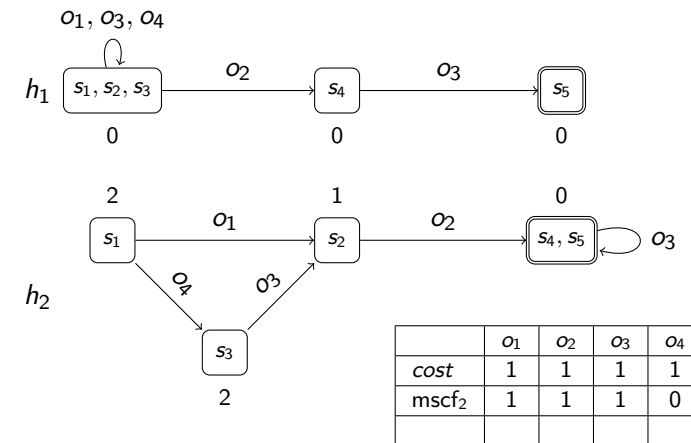 o₁, o₃, o₄
h₁ s₁, s₂, s₃ o₂ s₄ o₃ s₅
0 0 0
2 1 0
s₁ o₁ s₂ o₂ s₄, s₅ o₃
o₄ o₃
h₂
s₃
2
o₁ o₂ o₃ o₄
cost 1 1 1 1
mscf₂ 1 1 1 0